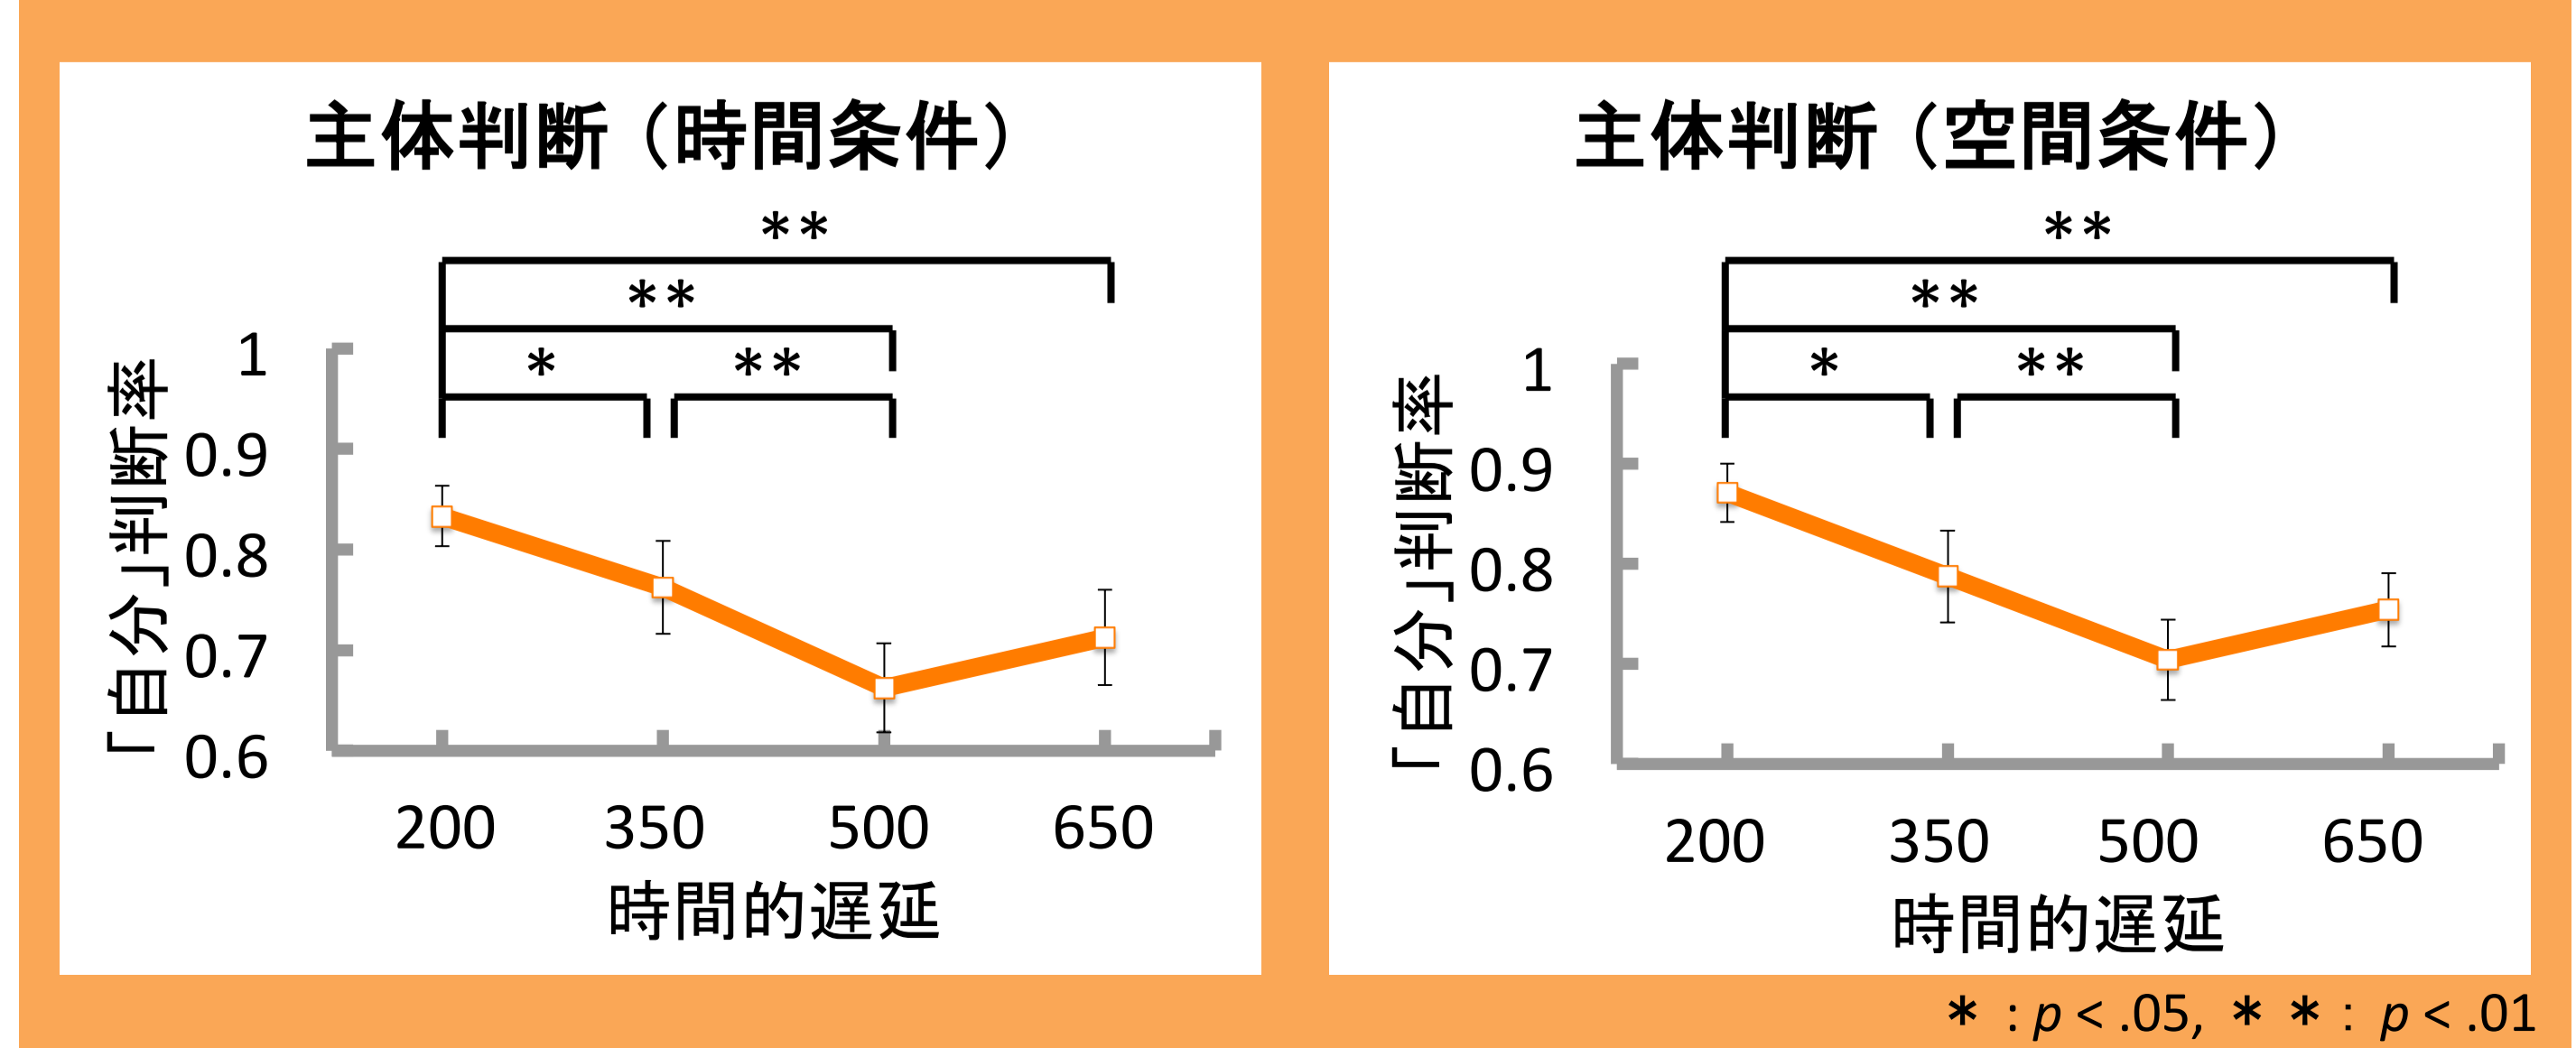 主体判断（時間条件）
**
**
* **
1
0.9
0.8
0.7
0.6
「自分」判断率
200 350 500 650
時間的遅延
主体判断（空間条件）
**
**
* **
1
0.9
0.8
0.7
0.6
「自分」判断率
200 350 500 650
時間的遅延
＊：p < .05, ＊＊：p < .01